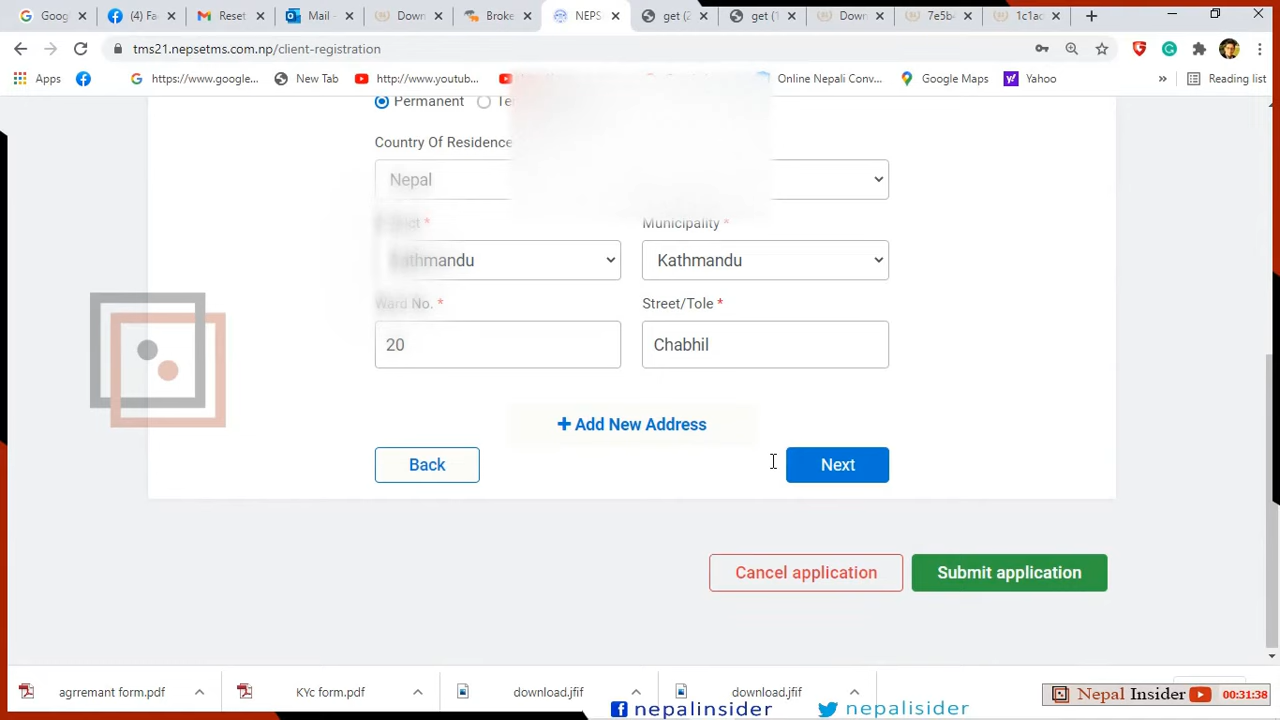 Goog
(4) Fa
Reset
Mail -
Down
Broke
NEPS
get (2
get (1
Down
7e5b4
1c1ac
tms21.nepsetms.com.np/client-registration
Apps
https://www.google...
New Tab
http://www.youtub...
Online Nepali Conv...
Google Maps
Yahoo
»
Reading list
Permanent
Te
Country Of Residence
Nepal
Municipality *
Kathmandu
Kathmandu
Ward No. *
Street/Tole *
20
Chabhil
+ Add New Address
Back
Next
Cancel application
Submit application
agrremant form.pdf
KYc form.pdf
download.jfif
download.jfif
Nepal Insider
00:31:38
nepalinsider
nepalisider